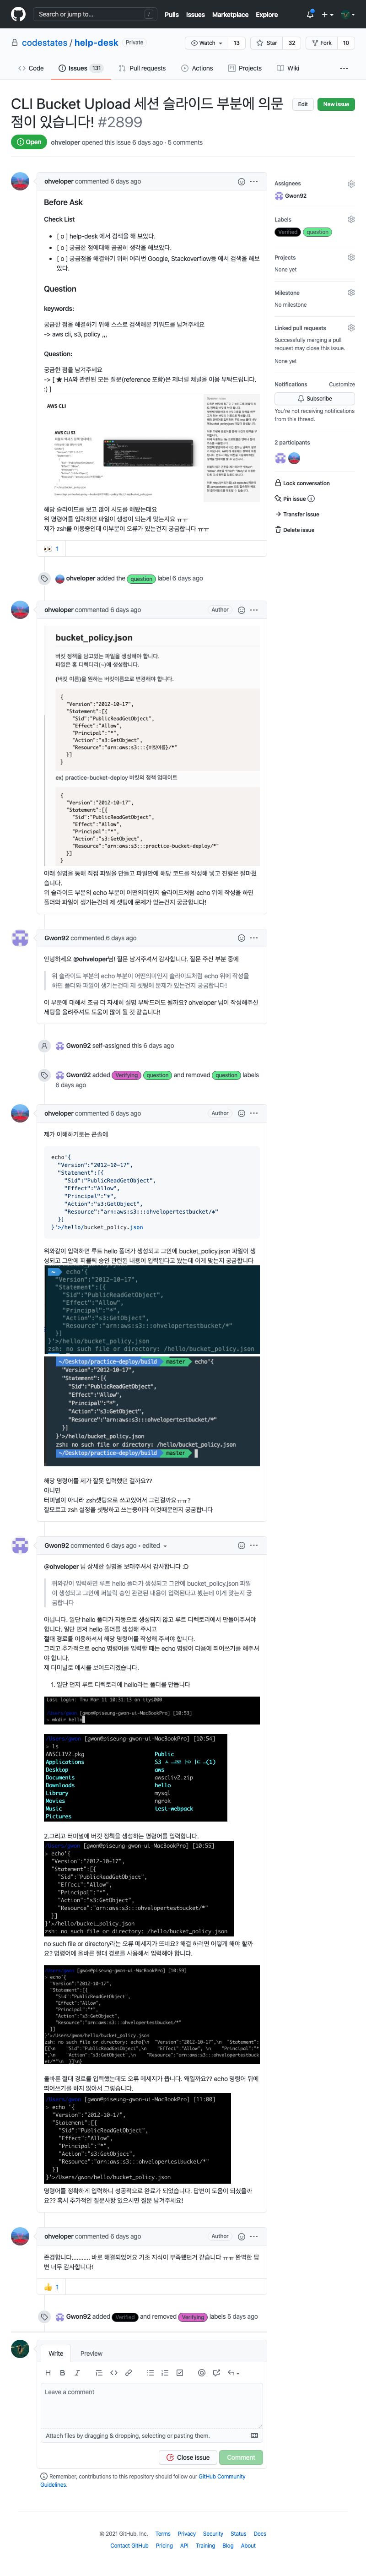 Search or jump to...
/
Pulls Issues Marketplace Explore
codestates / help-desk Private
Watch 13 Star 32 Fork 10
Code Issues 131 Pull requests Actions Projects Wiki
CLI Bucket Upload 세션 슬라이드 부분에 의문
점이 있습니다! #2899
Edit New issue
Open ohveloper opened this issue 6 days ago · 5 comments
ohveloper commented 6 days ago
Before Ask
Check List
[ o ] help-desk 에서 검색을 해 보았다.
[ o ] 궁금한 점에대해 곰곰히 생각을 해보았다.
[ o ] 궁금점을 해결하기 위해 여러번 Google, Stackoverflow등 에서 검색을 해보
았다.
Question
keywords:
궁금한 점을 해결하기 위해 스스로 검색해본 키워드를 남겨주세요
-> aws cli, s3, policy ,,,
Question:
궁금한 점을 남겨주세요
-> [ ★ HA와 관련된 모든 질문(reference 포함)은 제너럴 채널을 이용 부탁드립니다.
:) ]
AWS CLI
AWS CLI S3
해당 슬라이드를 보고 많이 시도를 해봤는데요
위 명령어를 입력하면 파일이 생성이 되는게 맞는지요 ㅠㅠ
제가 zsh를 이용중인데 이부분이 오류가 있는건지 궁금합니다 ㅠㅠ
👀 1
ohveloper added the question label 6 days ago
ohveloper commented 6 days ago
Author
bucket_policy.json
버킷 정책을 담고있는 파일을 생성해야 합니다.
파일은 홈 디렉터리(~)에 생성합니다.
{버킷 이름}을 원하는 버킷이름으로 변경해야 합니다.
{
"Version":"2012-10-17",
"Statement":[{
"Sid":"PublicReadGetObject",
"Effect":"Allow",
"Principal":"*",
"Action":"s3:GetObject",
"Resource":"arn:aws:s3:::{버킷이름}/*"
}]
}
ex) practice-bucket-deploy 버킷의 정책 업데이트
{
"Version":"2012-10-17",
"Statement":[{
"Sid":"PublicReadGetObject",
"Effect":"Allow",
"Principal":"*",
"Action":"s3:GetObject",
"Resource":"arn:aws:s3:::practice-bucket-deploy/*"
}]
}
아래 설명을 통해 직접 파일을 만들고 파일안에 해당 코드를 작성해 넣고 진행은 잘마쳤
습니다.
위 슬라이드 부분의 echo 부분이 어떤의미인지 슬라이드처럼 echo 위에 작성을 하면
폴더와 파일이 생기는건데 제 셋팅에 문제가 있는건지 궁금합니다!
Gwon92 commented 6 days ago
안녕하세요 @ohveloper님! 질문 남겨주셔서 감사합니다. 질문 주신 부분 중에
위 슬라이드 부분의 echo 부분이 어떤의미인지 슬라이드처럼 echo 위에 작성을
하면 폴더와 파일이 생기는건데 제 셋팅에 문제가 있는건지 궁금합니다!
이 부분에 대해서 조금 더 자세히 설명 부탁드려도 될까요? ohveloper 님이 작성해주신
세팅을 올려주셔도 도움이 많이 될 것 같습니다!
Gwon92 self-assigned this 6 days ago
Gwon92 added Verifying question and removed question labels
6 days ago
ohveloper commented 6 days ago
Author
제가 이해하기로는 콘솔에
echo'{
"Version":"2012-10-17",
"Statement":[{
"Sid":"PublicReadGetObject",
"Effect":"Allow",
"Principal":"*",
"Action":"s3:GetObject",
"Resource":"arn:aws:s3:::ohvelopertestbucket/*"
}]
}'>/hello/bucket_policy.json
위와같이 입력하면 루트 hello 폴더가 생성되고 그안에 bucket_policy.json 파일이 생
성되고 그안에 퍼블릭 승인 관련된 내용이 입력된다고 봤는데 이게 맞는지 궁금합니다
~ echo'{
"Version":"2012-10-17",
"Statement":[{
"Sid":"PublicReadGetObject",
"Effect":"Allow",
"Principal":"*",
"Action":"s3:GetObject",
"Resource":"arn:aws:s3:::ohvelopertestbucket/*"
}]
}'>/hello/bucket_policy.json
zsh: no such file or directory: /hello/bucket_policy.json
~/Desktop/practice-deploy/build master echo'{
"Version":"2012-10-17",
"Statement":[{
"Sid":"PublicReadGetObject",
"Effect":"Allow",
"Principal":"*",
"Action":"s3:GetObject",
"Resource":"arn:aws:s3:::ohvelopertestbucket/*"
}]
}'>/hello/bucket_policy.json
zsh: no such file or directory: /hello/bucket_policy.json
~/Desktop/practice-deploy/build master
해당 명령어를 제가 잘못 입력했던 걸까요??
아니면
터미널이 아니라 zsh셋팅으로 쓰고있어서 그런걸까요ㅠㅠ?
잘모르고 zsh 설정을 셋팅하고 쓰는중이라 이것때문인지 궁금합니다
Gwon92 commented 6 days ago • edited
@ohveloper 님 상세한 설명을 보태주셔서 감사합니다 :D
위와같이 입력하면 루트 hello 폴더가 생성되고 그안에 bucket_policy.json 파일
이 생성되고 그안에 퍼블릭 승인 관련된 내용이 입력된다고 봤는데 이게 맞는지 궁
금합니다
아닙니다. 일단 hello 폴더가 자동으로 생성되지 않고 루트 디렉토리에서 만들어주셔야
합니다. 일단 먼저 hello 폴더를 생성해 주시고
절대 경로를 이용하셔서 해당 명령어를 작성해 주셔야 합니다.
그리고 추가적으로 echo 명령어를 입력할 때는 echo 명령어 다음에 띄어쓰기를 해주셔
야 합니다.
제 터미널로 예시를 보여드리겠습니다.
1. 일단 먼저 루트 디렉토리에 hello라는 폴더를 만듭니다
Last login: Thu Mar 11 10:31:13 on ttys000
/Users/gwon [gwon@piseung-gwon-ui-MacBookPro] [10:53]
> mkdir hello
/Users/gwon [gwon@piseung-gwon-ui-MacBookPro] [10:54]
> ls
AWSCLIV2.pkg Public
Applications
Desktop aws
Documents awscliv2.zip
Downloads hello
Library mysql
Movies ngrok
Music test-webpack
Pictures
2.그리고 터미널에 버킷 정책을 생성하는 명령어를 입력합니다.
/Users/gwon [gwon@piseung-gwon-ui-MacBookPro] [10:55]
> echo'{
"Version":"2012-10-17",
"Statement":[{
"Sid":"PublicReadGetObject",
"Effect":"Allow",
"Principal":"*",
"Action":"s3:GetObject",
"Resource":"arn:aws:s3:::ohvelopertestbucket/*"
}]
}'>/hello/bucket_policy.json
zsh: no such file or directory: /hello/bucket_policy.json
no such file or directory라는 오류 메세지가 뜨네요? 해결 하려면 어떻게 해야 할까
요? 명령어에 올바른 절대 경로를 사용해서 입력해야 합니다.
/Users/gwon [gwon@piseung-gwon-ui-MacBookPro] [10:59]
> echo'{
"Version":"2012-10-17",
"Statement":[{
"Sid":"PublicReadGetObject",
"Effect":"Allow",
"Principal":"*",
"Action":"s3:GetObject",
"Resource":"arn:aws:s3:::ohvelopertestbucket/*"
}]
}'>/Users/gwon/hello/bucket_policy.json
올바른 절대 경로를 입력했는데도 오류 메세지가 뜹니다. 왜일까요?? echo 명령어 뒤에
띄어쓰기를 하지 않아서 그렇습니다.
/Users/gwon [gwon@piseung-gwon-ui-MacBookPro] [11:00]
> echo '{
"Version":"2012-10-17",
"Statement":[{
"Sid":"PublicReadGetObject",
"Effect":"Allow",
"Principal":"*",
"Action":"s3:GetObject",
"Resource":"arn:aws:s3:::ohvelopertestbucket/*"
}]
}'>/Users/gwon/hello/bucket_policy.json
명령어를 정확하게 입력하니 성공적으로 완료가 되었습니다. 답변이 도움이 되셨을까
요?? 혹시 추가적인 질문사항 있으시면 질문 남겨주세요!
ohveloper commented 6 days ago
Author
존경합니다........... 바로 해결되었어요 기초 지식이 부족했던거 같습니다 ㅠㅠ 완벽한 답
변 너무 감사합니다!
👍 1
Gwon92 added Verified and removed Verifying labels 5 days ago
Write Preview
Leave a comment
Attach files by dragging & dropping, selecting or pasting them.
Close issue Comment
Remember, contributions to this repository should follow our GitHub Community
Guidelines.
Assignees
Gwon92
Labels
Verified question
Projects
None yet
Milestone
No milestone
Linked pull requests
Successfully merging a pull
request may close this issue.
None yet
Notifications Customize
Subscribe
You're not receiving notifications
from this thread.
2 participants
Lock conversation
Pin issue
Transfer issue
Delete issue
© 2021 GitHub, Inc. Terms Privacy Security Status Docs
Contact GitHub Pricing API Training Blog About